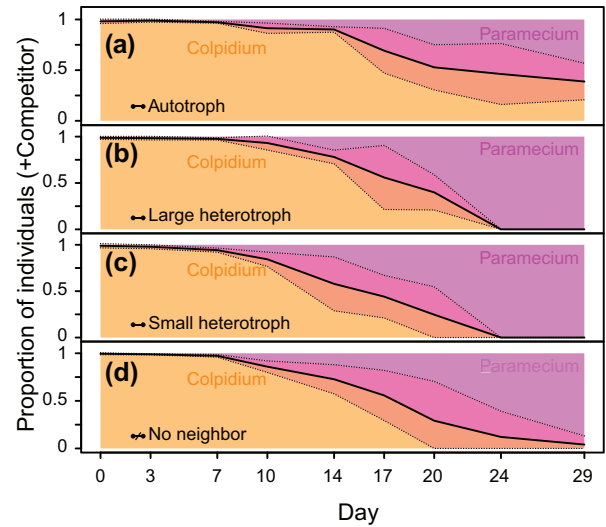 Proportion of individuals (+Competitor)
1
0.5
0
(a)
Colpidium
Paramecium
Autotroph
1
0.5
0
(b)
Colpidium
Paramecium
Large heterotroph
1
0.5
0
(c)
Colpidium
Paramecium
Small heterotroph
1
0.5
0
(d)
Colpidium
Paramecium
No neighbor
0 3 7 10 14 17 20 24 29
Day